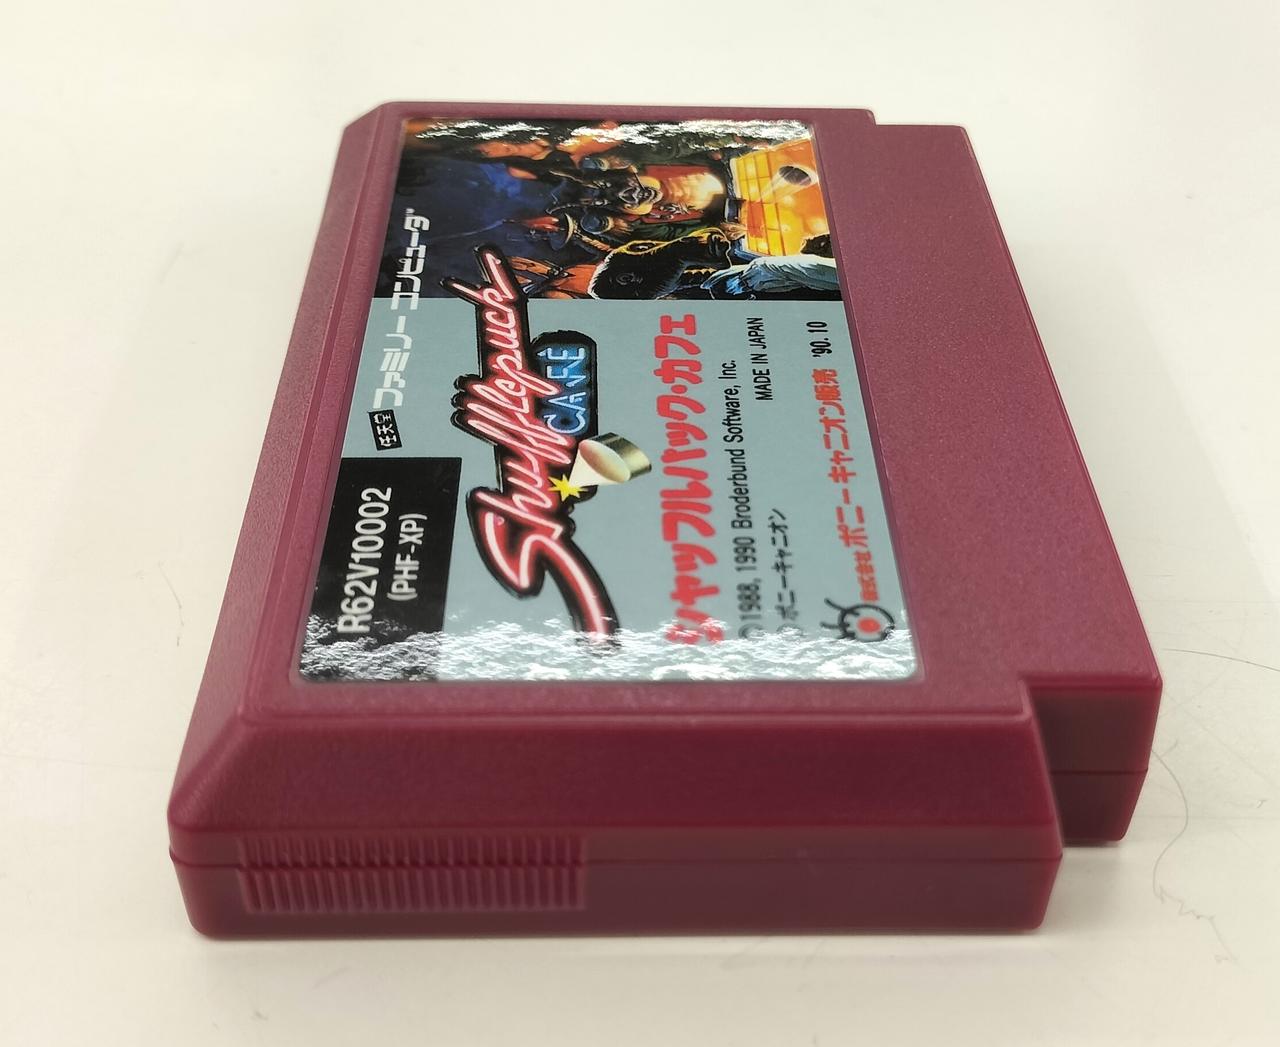 R62V10002
(PHF-XP)
任天堂
ファミリーコンピュータ
Shufflepuck
CAFÉ
シャッフルパック・カフェ
©1988, 1990 Broderbund Software, Inc.
ポニーキャニオン
MADE IN JAPAN
株式会社ポニーキャニオン販売 '90.10